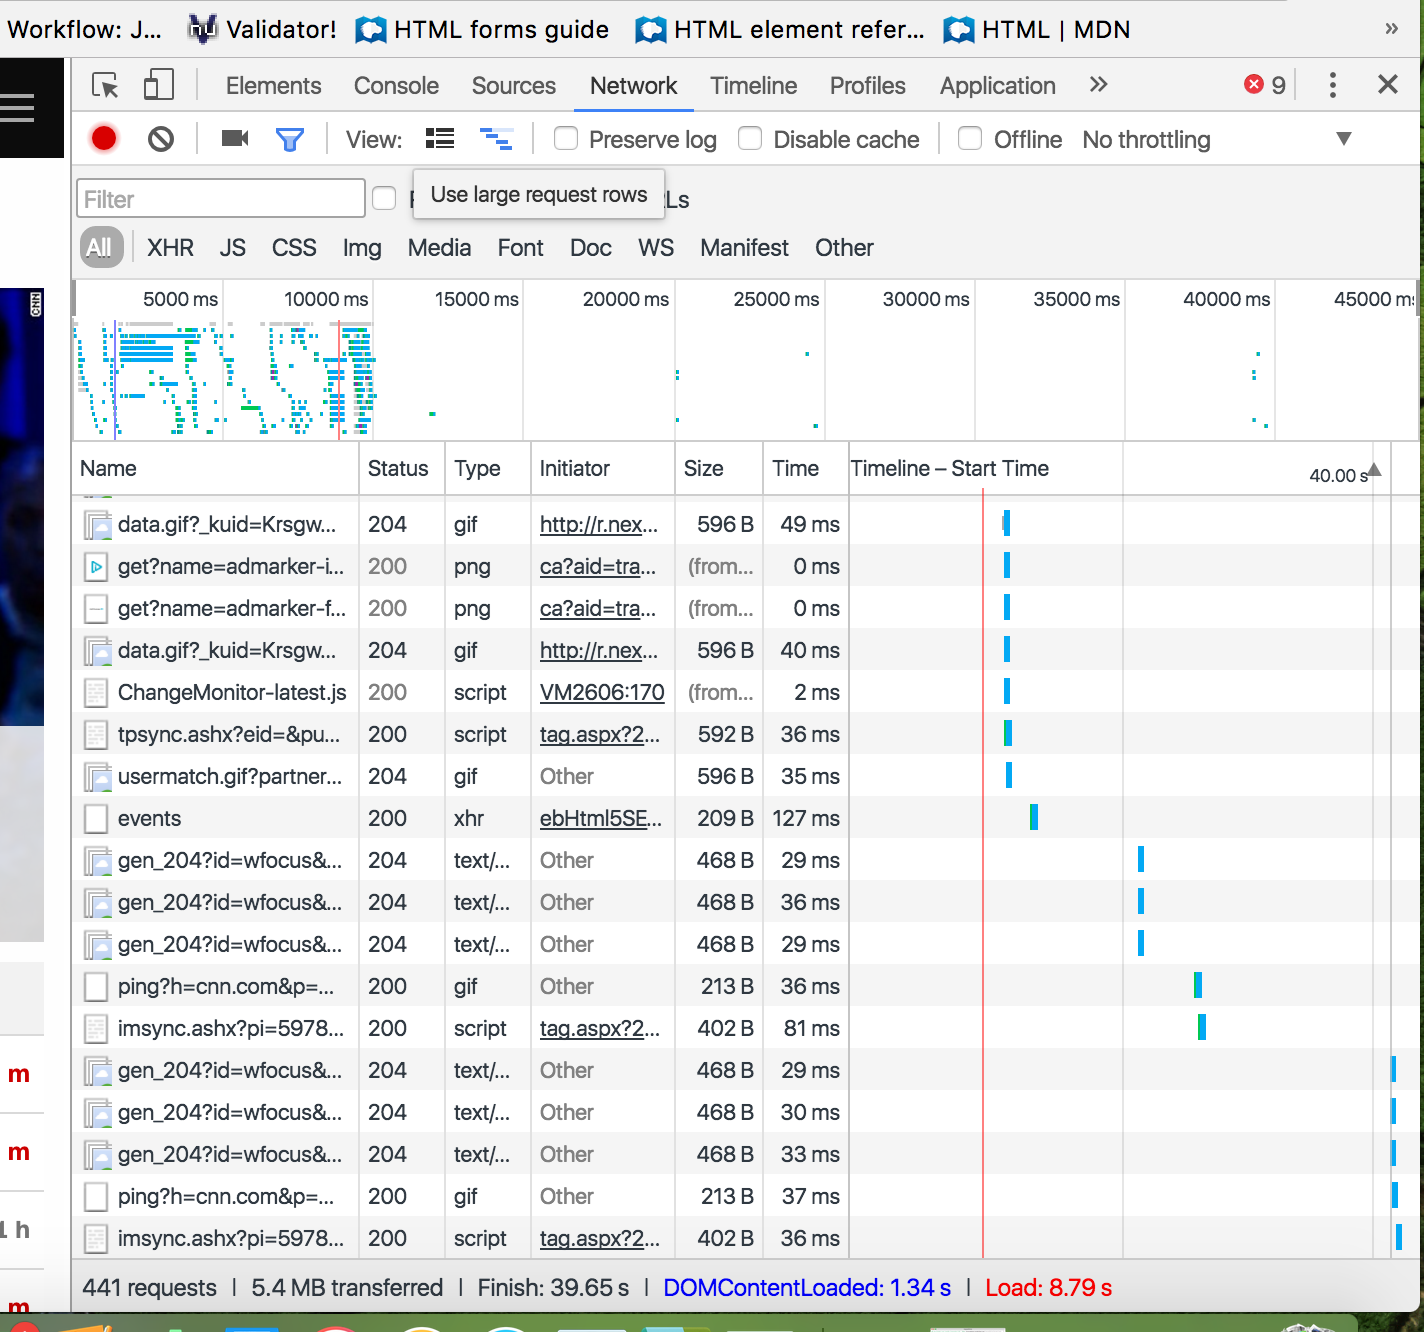 Workflow: J... Validator! HTML forms guide HTML element refer... HTML | MDN »
Elements Console Sources Network Timeline Profiles Application » 9
View: Preserve log Disable cache Offline No throttling
Filter Use large request rows Ls
All XHR JS CSS Img Media Font Doc WS Manifest Other
CNN
5000 ms 10000 ms 15000 ms 20000 ms 25000 ms 30000 ms 35000 ms 40000 ms 45000 ms
Name Status Type Initiator Size Time Timeline – Start Time 40.00 s
data.gif?_kuid=Krsgw... 204 gif http://r.nex... 596 B 49 ms
get?name=admarker-i... 200 png ca?aid=tra... (from... 0 ms
get?name=admarker-f... 200 png ca?aid=tra... (from... 0 ms
data.gif?_kuid=Krsgw... 204 gif http://r.nex... 596 B 40 ms
ChangeMonitor-latest.js 200 script VM2606:170 (from... 2 ms
tpsync.ashx?eid=&pu... 200 script tag.aspx?2... 592 B 36 ms
usermatch.gif?partner... 204 gif Other 596 B 35 ms
events 200 xhr ebHtml5SE... 209 B 127 ms
gen_204?id=wfocus&... 204 text/... Other 468 B 29 ms
gen_204?id=wfocus&... 204 text/... Other 468 B 36 ms
gen_204?id=wfocus&... 204 text/... Other 468 B 29 ms
ping?h=cnn.com&p=... 200 gif Other 213 B 36 ms
imsync.ashx?pi=5978... 200 script tag.aspx?2... 402 B 81 ms
gen_204?id=wfocus&... 204 text/... Other 468 B 29 ms
m
gen_204?id=wfocus&... 204 text/... Other 468 B 30 ms
gen_204?id=wfocus&... 204 text/... Other 468 B 33 ms
m
ping?h=cnn.com&p=... 200 gif Other 213 B 37 ms
imsync.ashx?pi=5978... 200 script tag.aspx?2... 402 B 36 ms
1 h
441 requests | 5.4 MB transferred | Finish: 39.65 s | DOMContentLoaded: 1.34 s | Load: 8.79 s
m